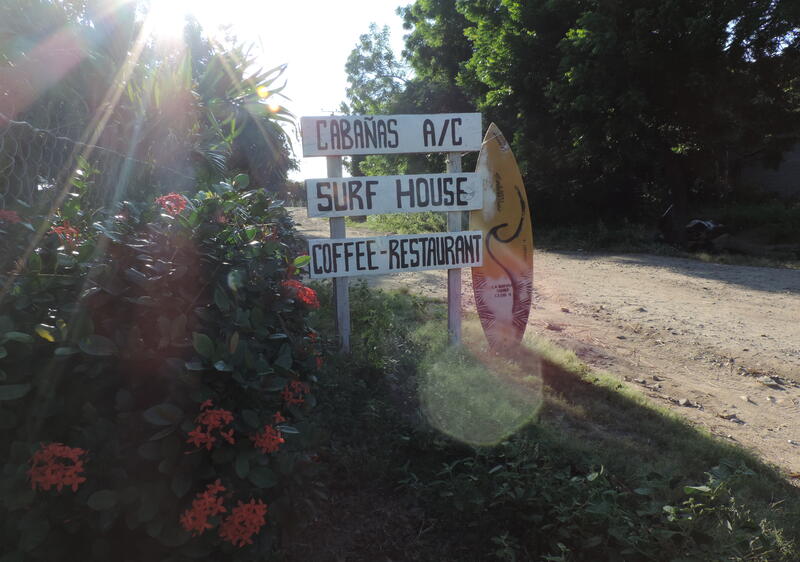 CABAÑAS A/C
SURF HOUSE
COFFEE-RESTAURANT